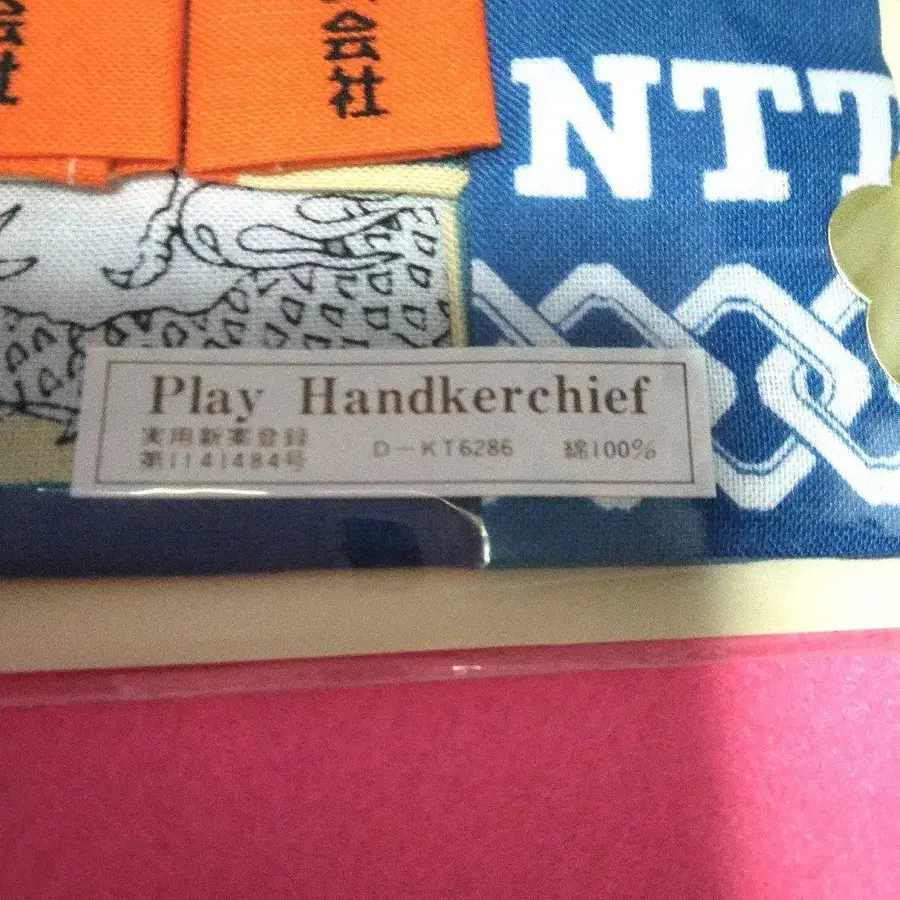 会社
会社
NTT
Play Handkerchief
実用新案登録
第1141484号
D-KT6286
綿100%